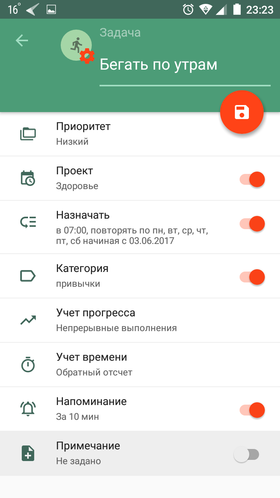 16°
23:23
Задача
Бегать по утрам
Приоритет
Низкий
Проект
Здоровье
Назначать
в 07:00, повторять по пн, вт, ср, чт,
пт, сб начиная с 03.06.2017
Категория
привычки
Учет прогресса
Непрерывные выполнения
Учет времени
Обратный отсчет
Напоминание
За 10 мин
Примечание
Не задано